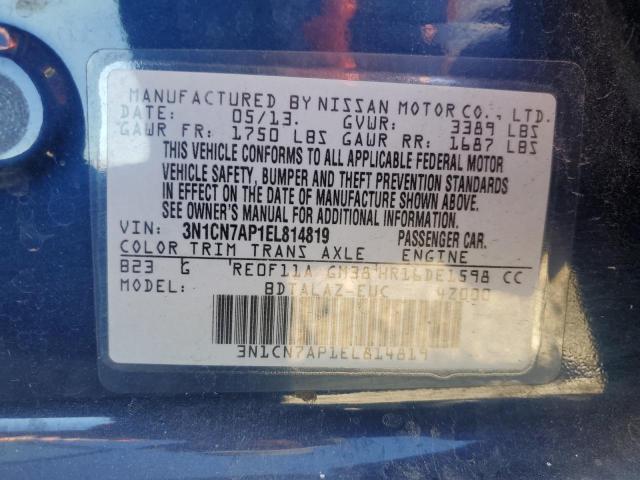 MANUFACTURED BY NISSAN MOTOR CO., LTD.
DATE: 05/13. GVWR: 3389 LBS
GAWR FR: 1750 LBS GAWR RR: 1687 LBS
THIS VEHICLE CONFORMS TO ALL APPLICABLE FEDERAL MOTOR
VEHICLE SAFETY, BUMPER AND THEFT PREVENTION STANDARDS
IN EFFECT ON THE DATE OF MANUFACTURE SHOWN ABOVE.
SEE OWNER'S MANUAL FOR ADDITIONAL INFORMATION.
VIN: 3N1CN7AP1EL814819 PASSENGER CAR.
COLOR TRIM TRANS AXLE ENGINE
B23 G RE0F11A GM38 HR16DE1598 CC
MODEL: BDTALAZ-EUC 4Z000
3N1CN7AP1EL814819